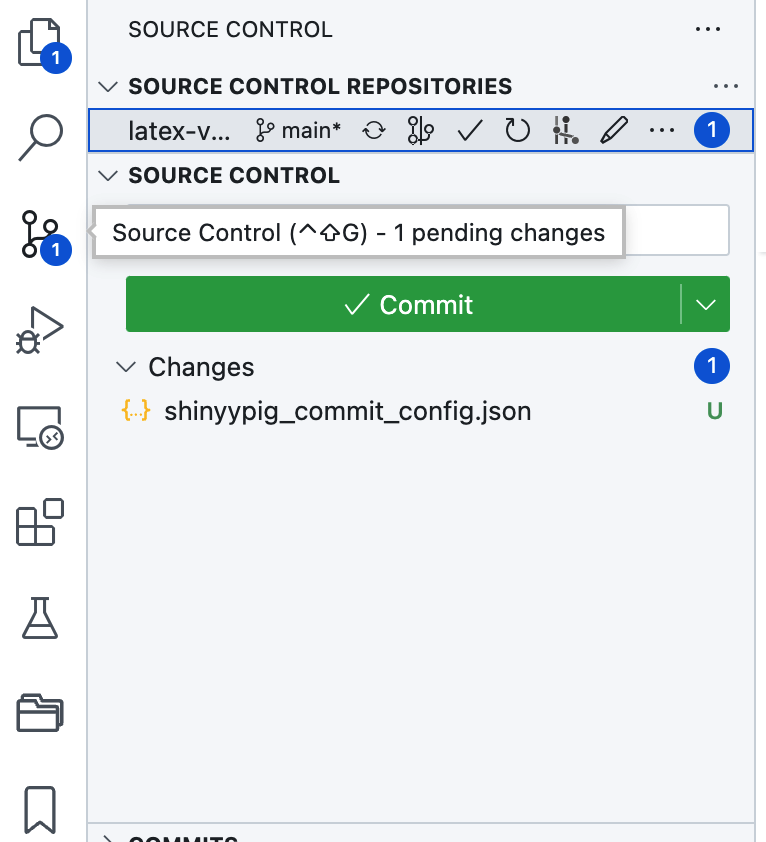 SOURCE CONTROL
1
SOURCE CONTROL REPOSITORIES
latex-v... main* 1
SOURCE CONTROL
Source Control (⌃⇧G) - 1 pending changes
1
Commit
Changes 1
{...} shinyypig_commit_config.json U
COMMITS